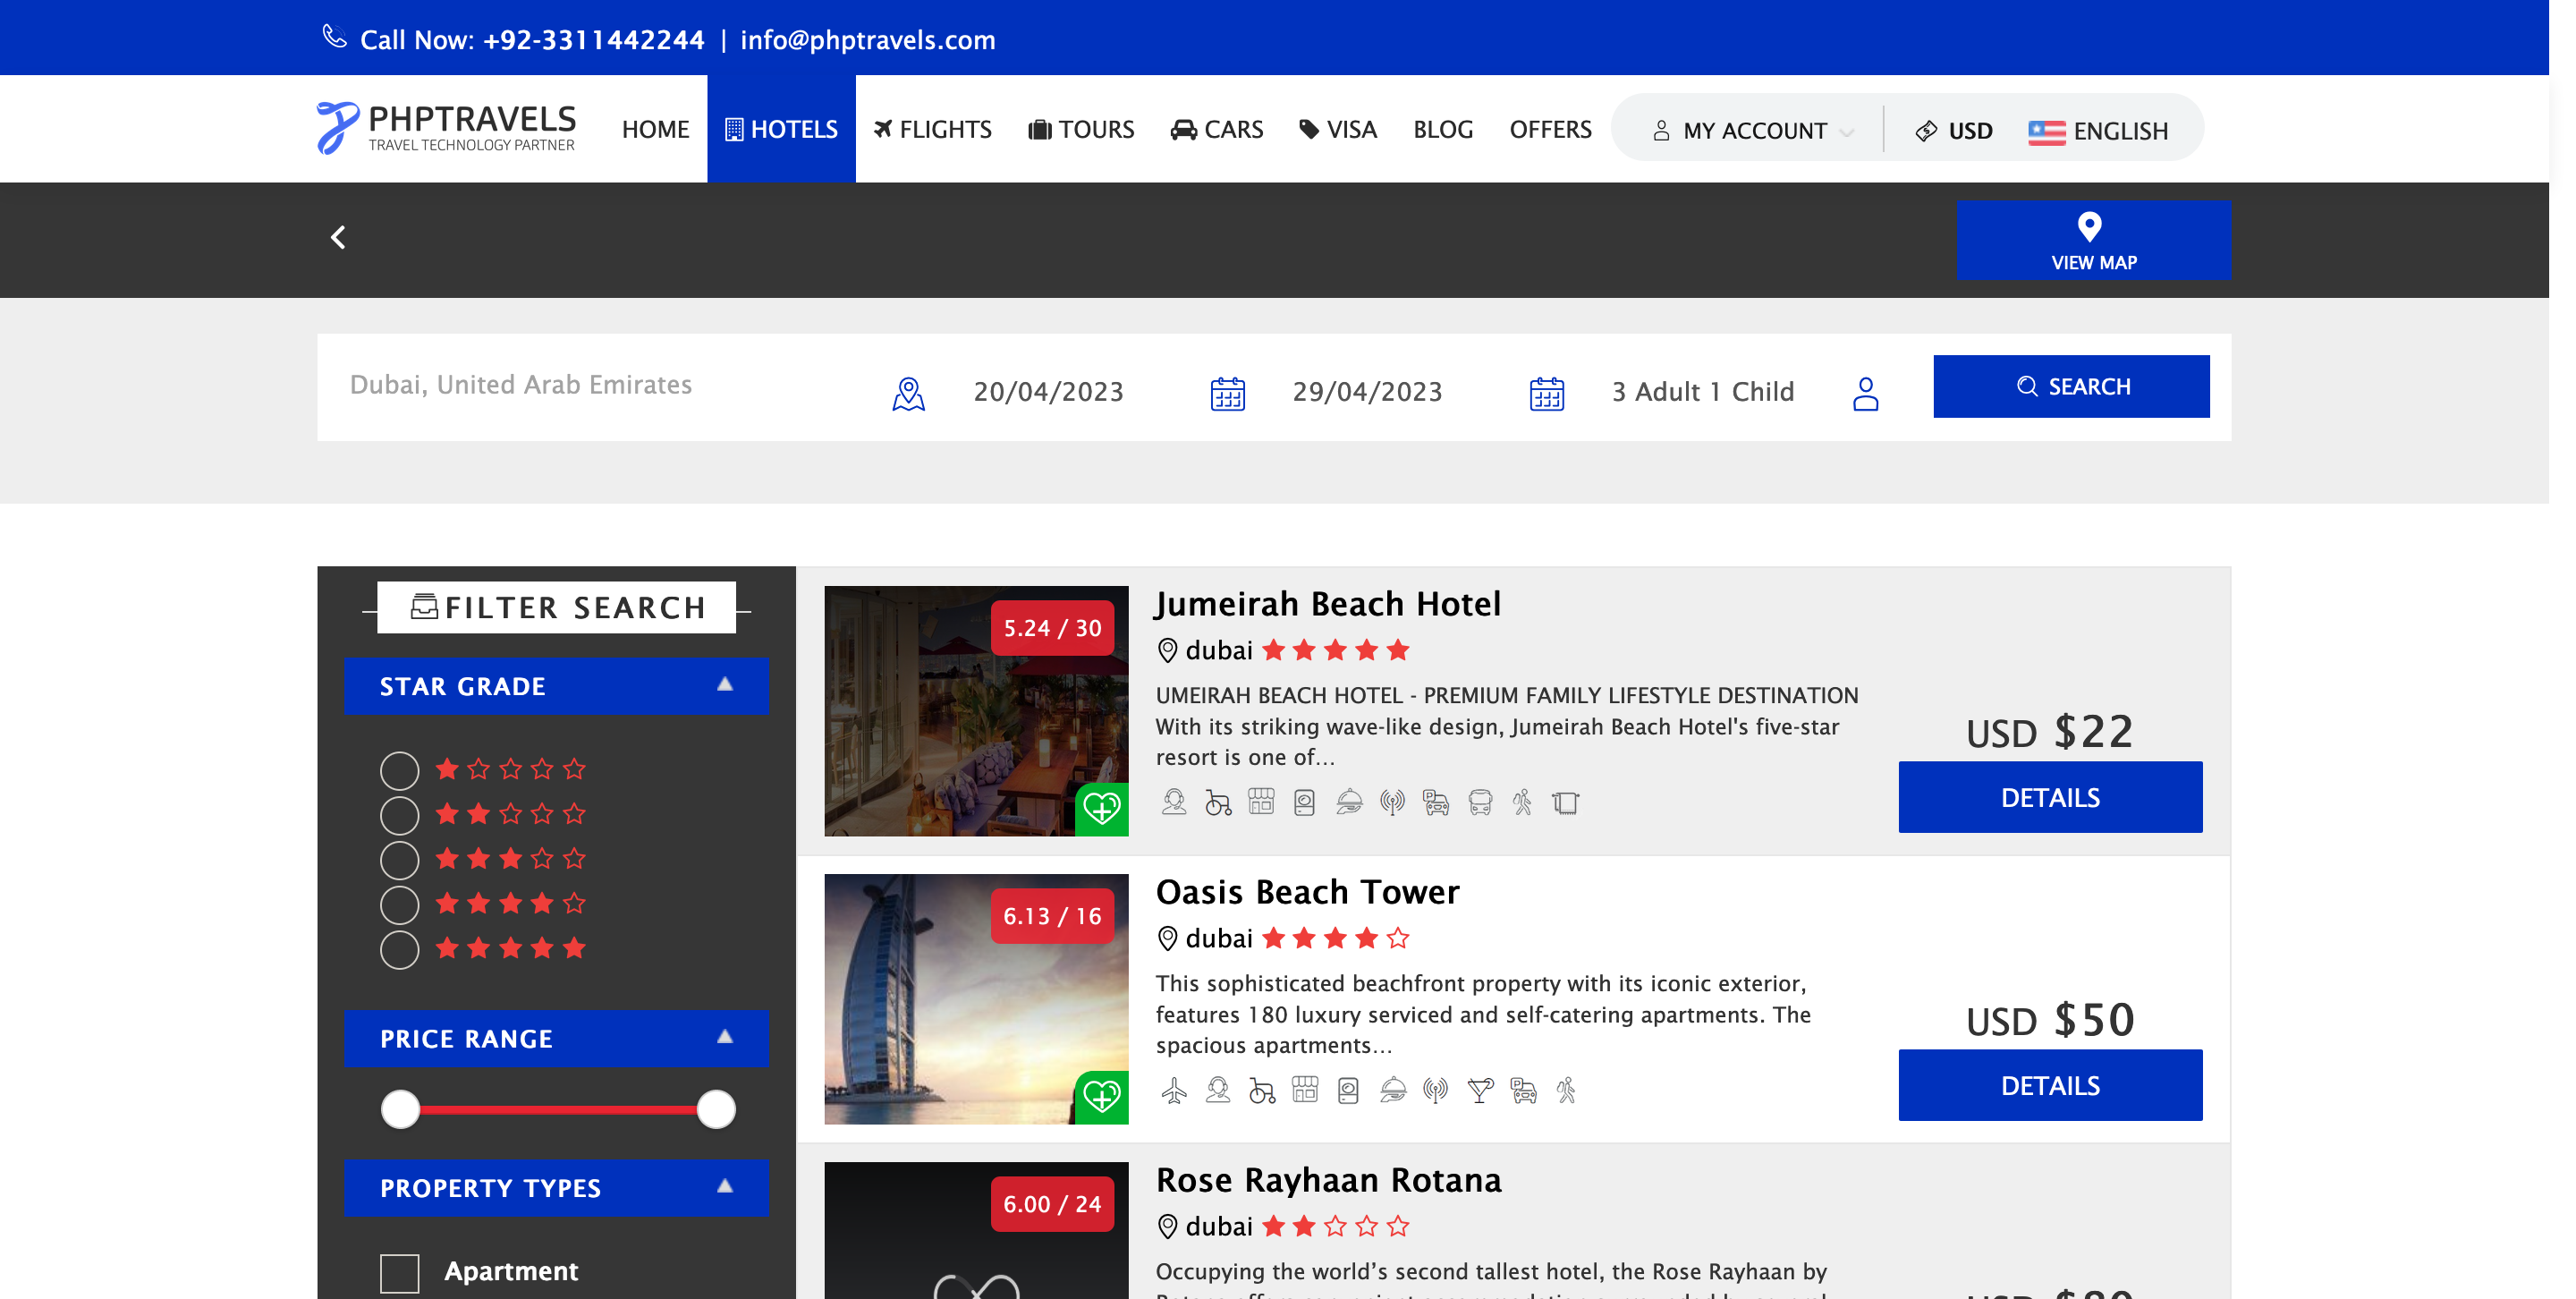 Call Now: +92-3311442244 | info@phptravels.com
PHPTRAVELS
TRAVEL TECHNOLOGY PARTNER
HOME HOTELS FLIGHTS TOURS CARS VISA BLOG OFFERS MY ACCOUNT USD ENGLISH
VIEW MAP
Dubai, United Arab Emirates 20/04/2023 29/04/2023 3 Adult 1 Child SEARCH
FILTER SEARCH
STAR GRADE
PRICE RANGE
PROPERTY TYPES
Apartment
5.24 / 30
Jumeirah Beach Hotel
dubai
UMEIRAH BEACH HOTEL - PREMIUM FAMILY LIFESTYLE DESTINATION
With its striking wave-like design, Jumeirah Beach Hotel's five-star
resort is one of...
USD $22
DETAILS
6.13 / 16
Oasis Beach Tower
dubai
This sophisticated beachfront property with its iconic exterior,
features 180 luxury serviced and self-catering apartments. The
spacious apartments...
USD $50
DETAILS
6.00 / 24
Rose Rayhaan Rotana
dubai
Occupying the world’s second tallest hotel, the Rose Rayhaan by